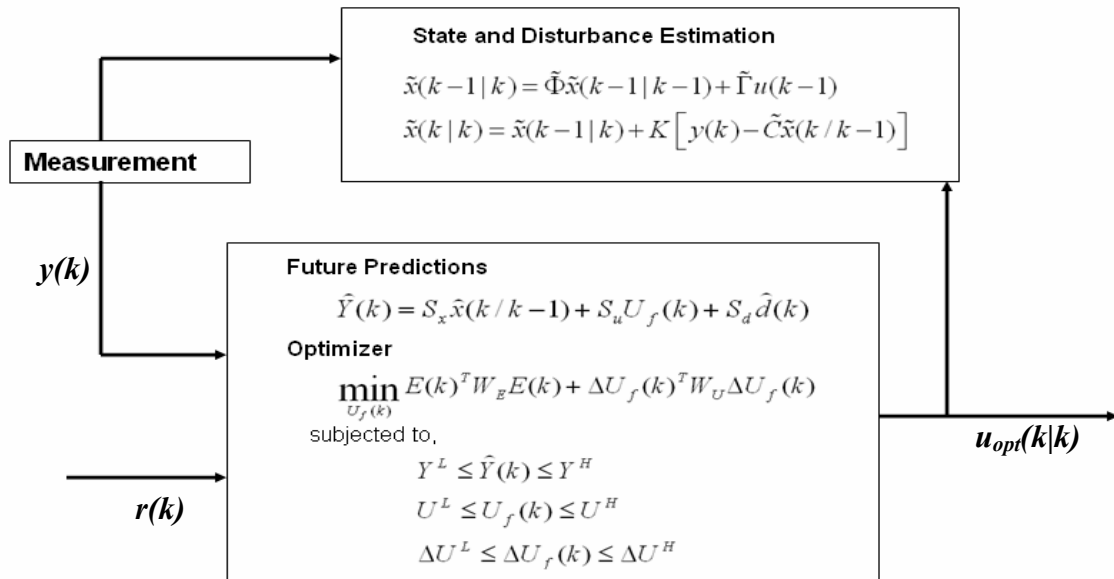 State and Disturbance Estimation
x̃(k−1|k) = Φ̃x̃(k−1|k−1) + Γ̃u(k−1)
x̃(k|k) = x̃(k−1|k) + K[y(k) − C̃x̃(k/k−1)]
Measurement
y(k)
Future Predictions
Ŷ(k) = S_x x̂(k/k−1) + S_u U_f(k) + S_d d̂(k)
Optimizer
min E(k)^T W_E E(k) + ΔU_f(k)^T W_U ΔU_f(k)
U_f(k)
subjected to,
Y^L ≤ Ŷ(k) ≤ Y^H
U^L ≤ U_f(k) ≤ U^H
ΔU^L ≤ ΔU_f(k) ≤ ΔU^H
r(k)
u_opt(k|k)